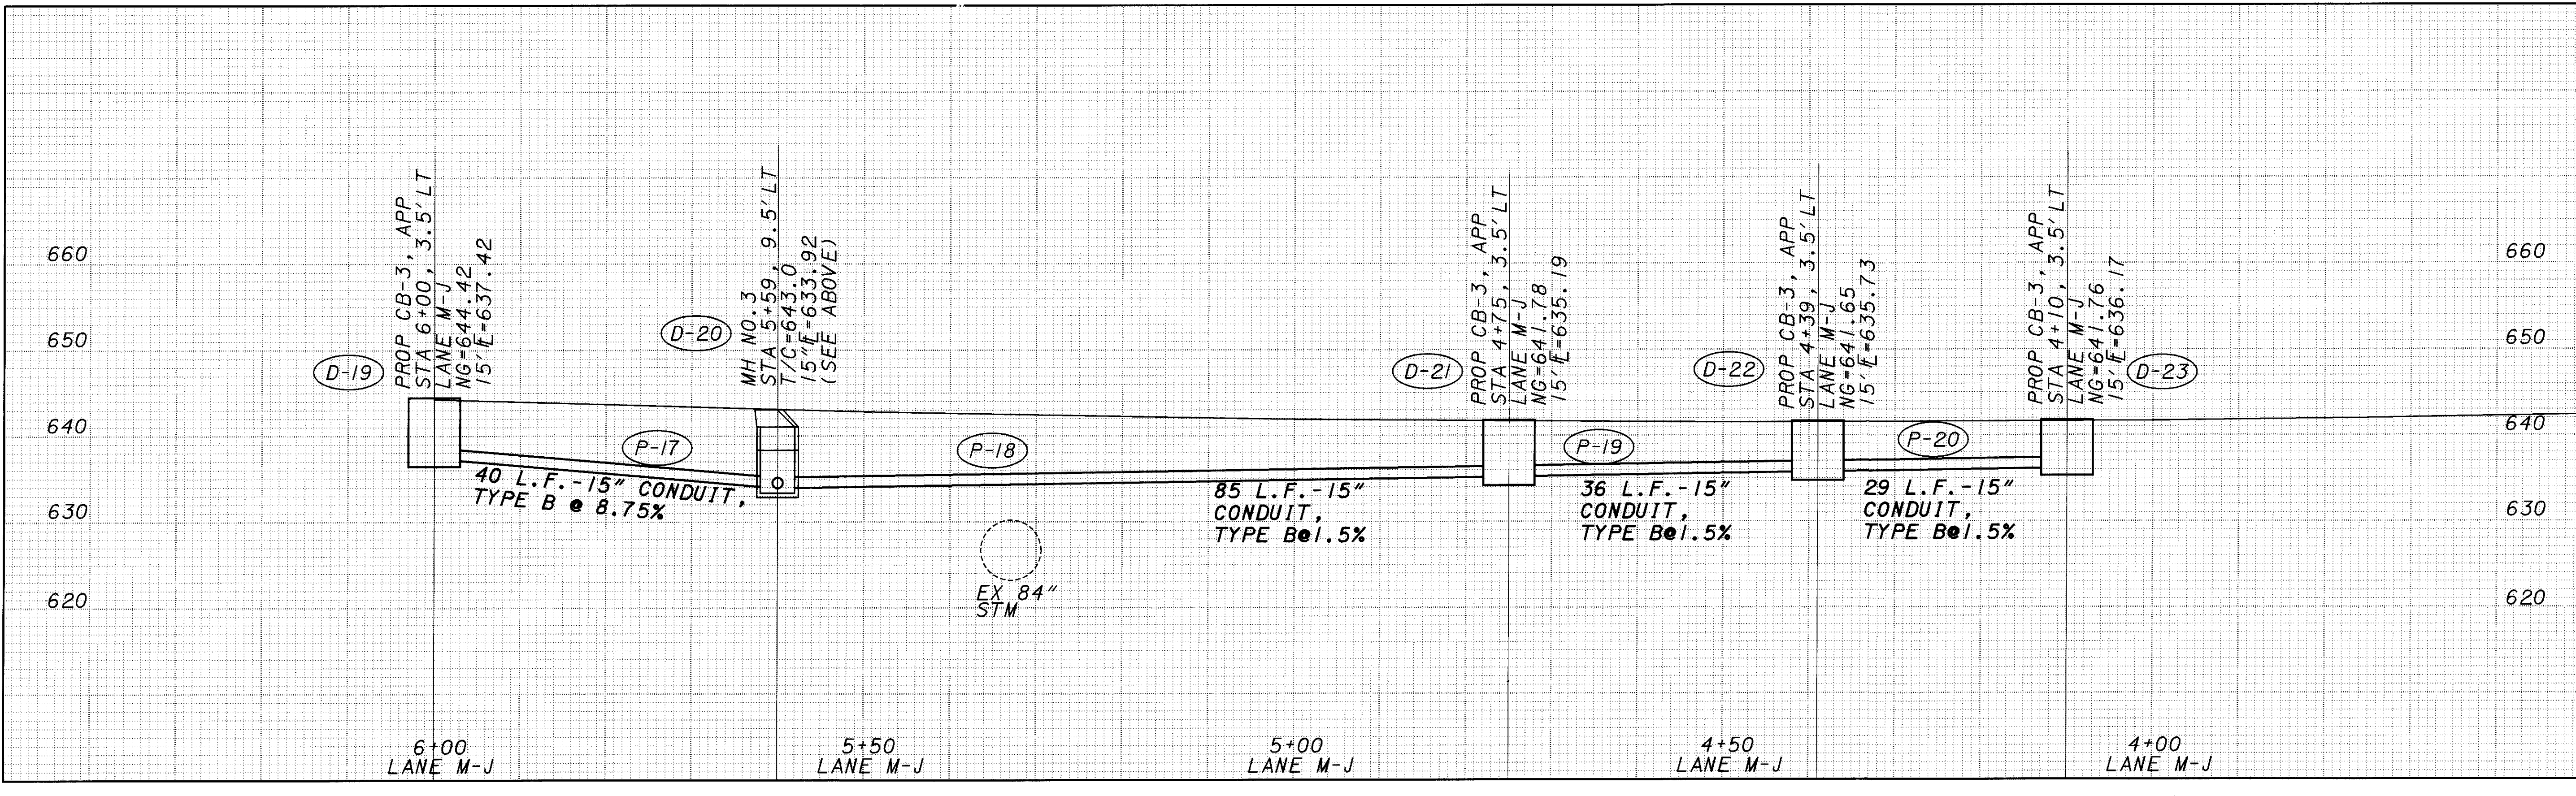 PROP CB-3, APP
STA 6+00, 3.5' LT
LANE M-J
NG=644.42
15' ℄=637.42
D-19
MH NO.3
STA 5+59, 9.5' LT
T/C=643.0
15" ℄=633.92
(SEE ABOVE)
D-20
PROP CB-3, APP
STA 4+75, 3.5' LT
LANE M-J
NG=641.78
15' ℄=635.19
D-21
PROP CB-3, APP
STA 4+39, 3.5' LT
LANE M-J
NG=641.65
15' ℄=635.73
D-22
PROP CB-3, APP
STA 4+10, 3.5' LT
LANE M-J
NG=641.76
15' ℄=636.17
D-23
660
660
650
650
640
640
630
630
620
620
P-17
P-18
P-19
P-20
40 L.F.-15" CONDUIT,
TYPE B @ 8.75%
85 L.F.-15"
CONDUIT,
TYPE B@1.5%
36 L.F.-15"
CONDUIT,
TYPE B@1.5%
29 L.F.-15"
CONDUIT,
TYPE B@1.5%
EX 84"
STM
6+00
LANE M-J
5+50
LANE M-J
5+00
LANE M-J
4+50
LANE M-J
4+00
LANE M-J